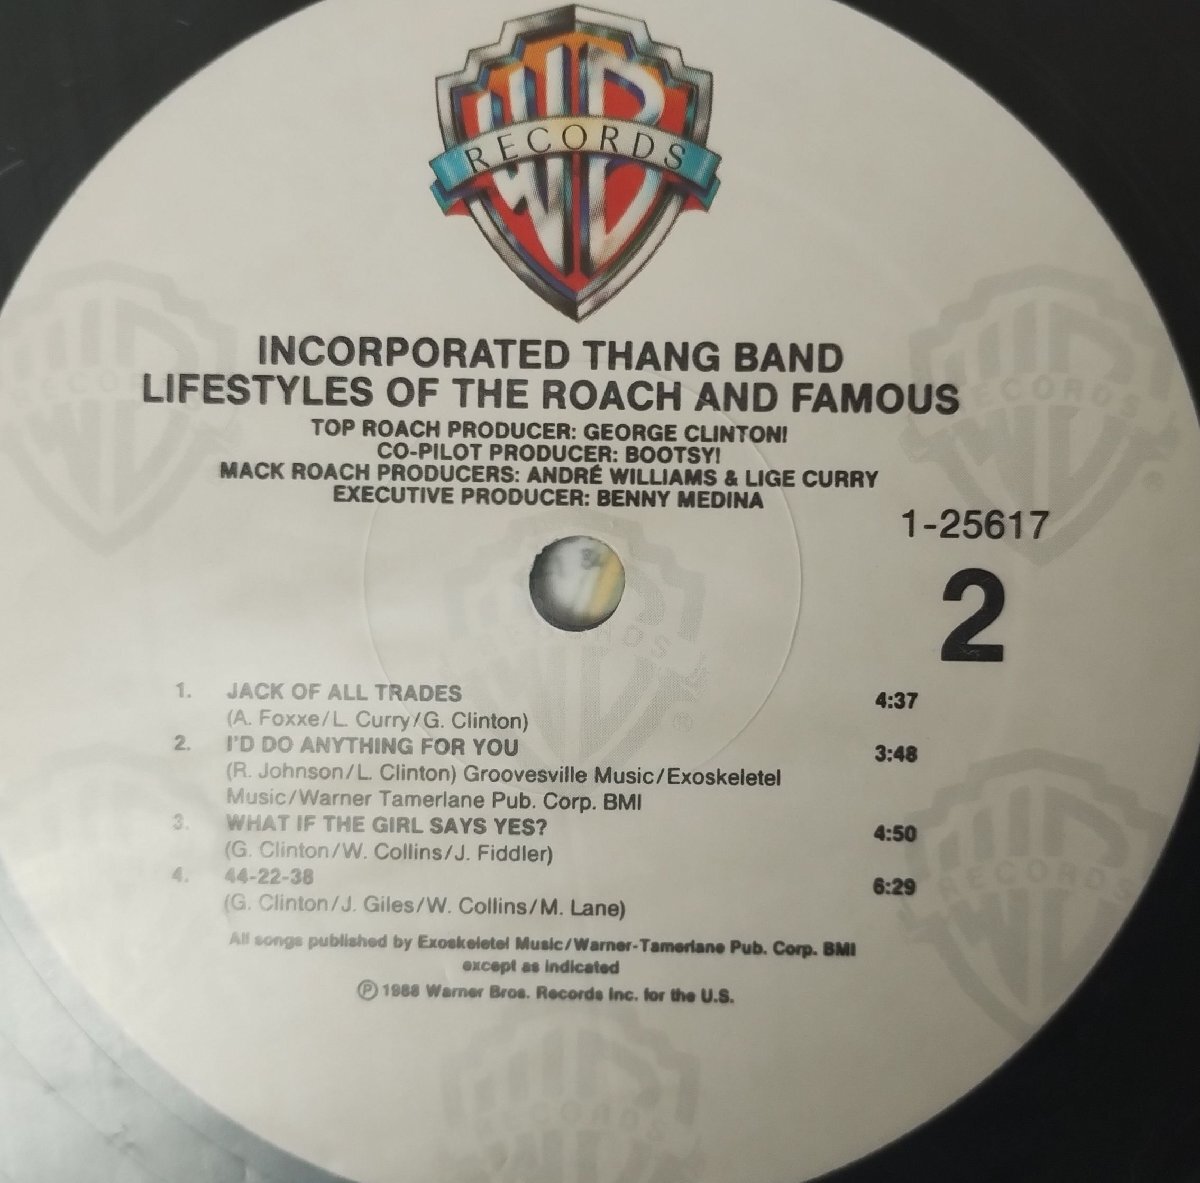 WB
RECORDS
INCORPORATED THANG BAND
LIFESTYLES OF THE ROACH AND FAMOUS
TOP ROACH PRODUCER: GEORGE CLINTON!
CO-PILOT PRODUCER: BOOTSY!
MACK ROACH PRODUCERS: ANDRÉ WILLIAMS & LIGE CURRY
EXECUTIVE PRODUCER: BENNY MEDINA
1-25617
2
1. JACK OF ALL TRADES 4:37
(A. Foxxe/L. Curry/G. Clinton)
2. I'D DO ANYTHING FOR YOU 3:48
(R. Johnson/L. Clinton) Groovesville Music/Exoskeletel
Music/Warner Tamerlane Pub. Corp. BMI
3. WHAT IF THE GIRL SAYS YES? 4:50
(G. Clinton/W. Collins/J. Fiddler)
4. 44-22-38 6:29
(G. Clinton/J. Giles/W. Collins/M. Lane)
All songs published by Exoskeletel Music/Warner-Tamerlane Pub. Corp. BMI
except as indicated
℗ 1988 Warner Bros. Records Inc. for the U.S.